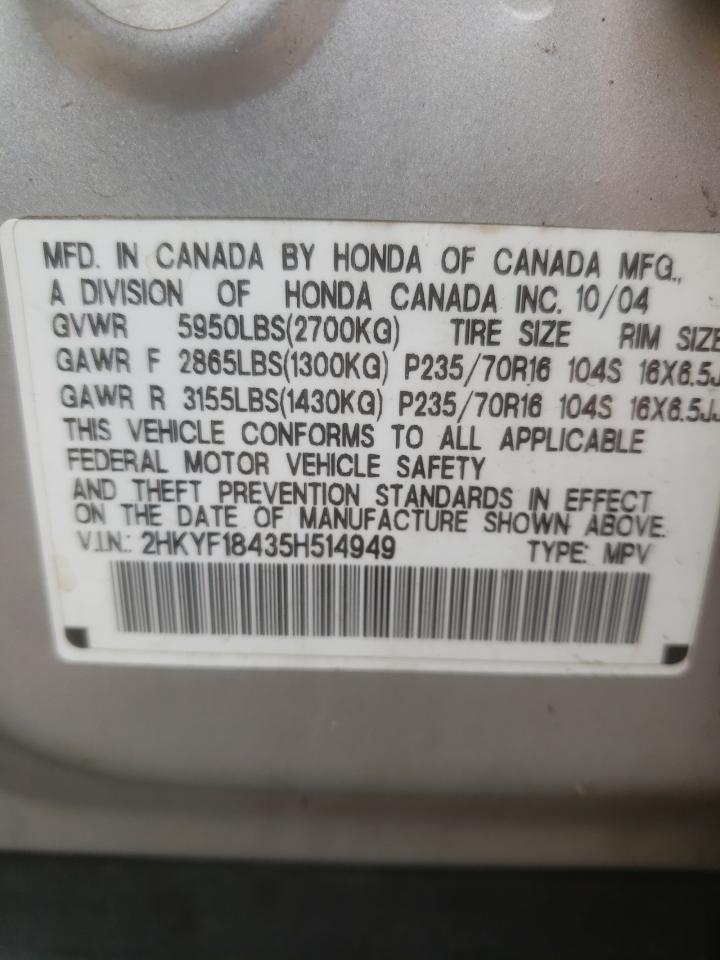 MFD. IN CANADA BY HONDA OF CANADA MFG.,
A DIVISION OF HONDA CANADA INC. 10/04
GVWR 5950LBS(2700KG) TIRE SIZE RIM SIZE
GAWR F 2865LBS(1300KG) P235/70R16 104S 16X6.5J
GAWR R 3155LBS(1430KG) P235/70R16 104S 16X6.5JJ
THIS VEHICLE CONFORMS TO ALL APPLICABLE
FEDERAL MOTOR VEHICLE SAFETY
AND THEFT PREVENTION STANDARDS IN EFFECT
ON THE DATE OF MANUFACTURE SHOWN ABOVE.
V.I.N.: 2HKYF18435H514949 TYPE: MPV